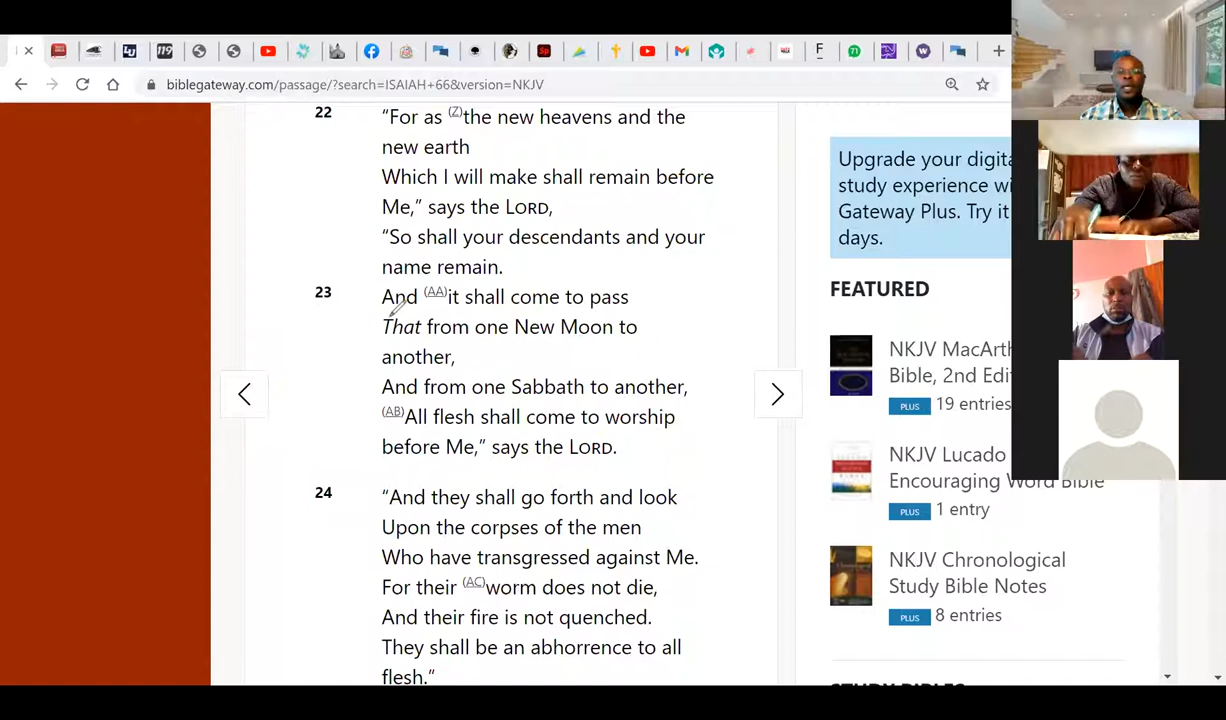 119
biblegateway.com/passage/?search=ISAIAH+66&version=NKJV
22 "For as (Z)the new heavens and the
new earth
Which I will make shall remain before
Me," says the LORD,
"So shall your descendants and your
name remain.
23 And (AA)it shall come to pass
That from one New Moon to
another,
And from one Sabbath to another,
(AB)All flesh shall come to worship
before Me," says the LORD.
24 "And they shall go forth and look
Upon the corpses of the men
Who have transgressed against Me.
For their (AC)worm does not die,
And their fire is not quenched.
They shall be an abhorrence to all
flesh."
Upgrade your digita
study experience wi
Gateway Plus. Try it
days.
FEATURED
NKJV MacArth
Bible, 2nd Edi
PLUS 19 entries
NKJV Lucado
Encouraging Word Bible
PLUS 1 entry
NKJV Chronological
Study Bible Notes
PLUS 8 entries